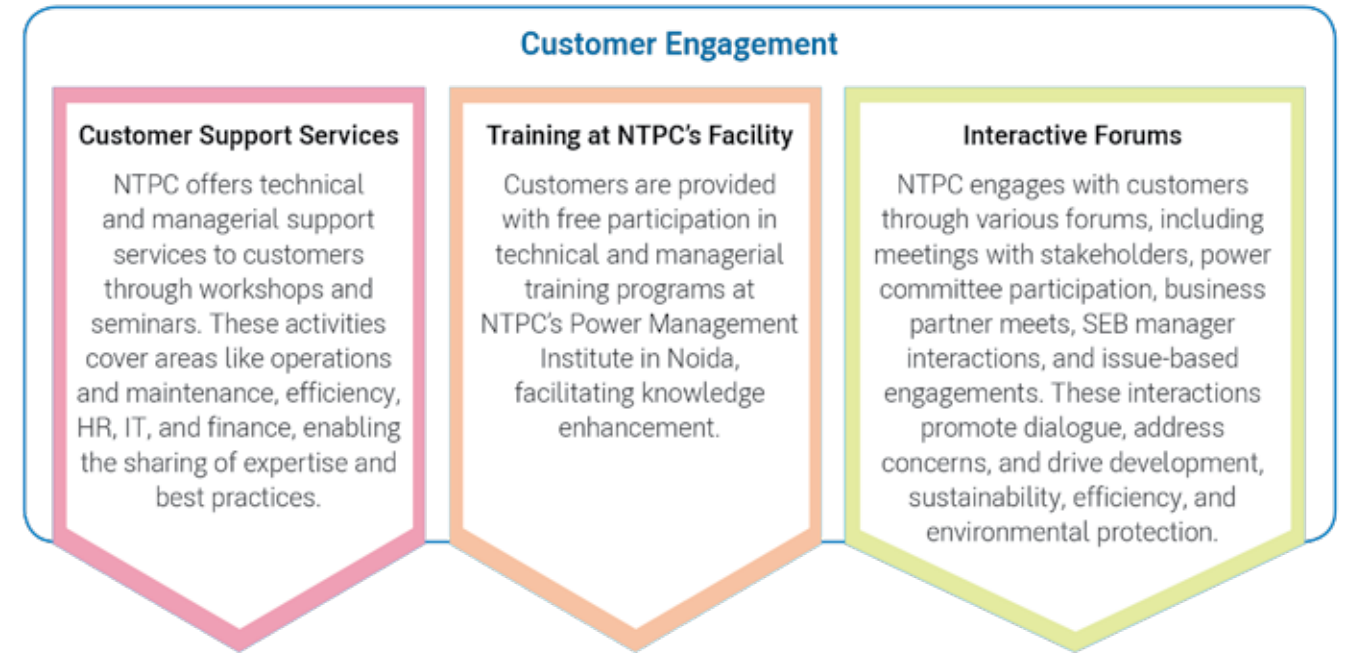 Customer Engagement
Customer Support Services
NTPC offers technical
and managerial support
services to customers
through workshops and
seminars. These activities
cover areas like operations
and maintenance, efficiency,
HR, IT, and finance, enabling
the sharing of expertise and
best practices.
Training at NTPC's Facility
Customers are provided
with free participation in
technical and managerial
training programs at
NTPC's Power Management
Institute in Noida,
facilitating knowledge
enhancement.
Interactive Forums
NTPC engages with customers
through various forums, including
meetings with stakeholders, power
committee participation, business
partner meets, SEB manager
interactions, and issue-based
engagements. These interactions
promote dialogue, address
concerns, and drive development,
sustainability, efficiency, and
environmental protection.